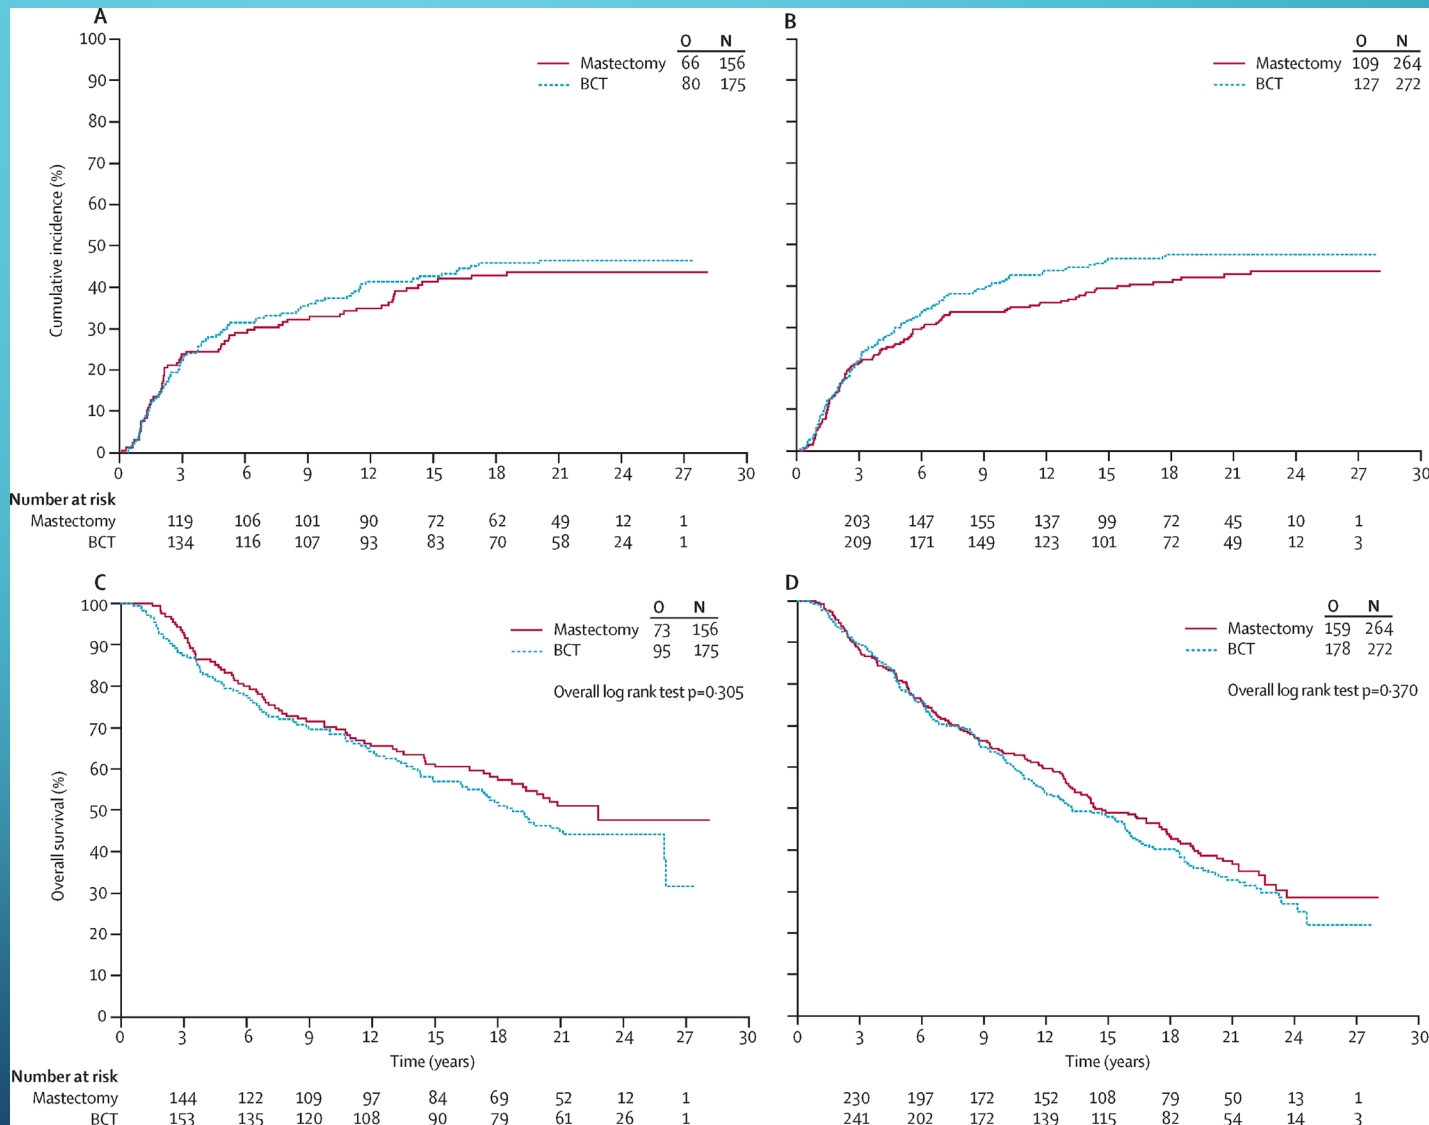 A
O N
Mastectomy 66 156
BCT 80 175
Cumulative incidence (%)
100
90
80
70
60
50
40
30
20
10
0
0 3 6 9 12 15 18 21 24 27 30
Number at risk
Mastectomy 119 106 101 90 72 62 49 12 1
BCT 134 116 107 93 83 70 58 24 1
B
O N
Mastectomy 109 264
BCT 127 272
0 3 6 9 12 15 18 21 24 27 30
203 147 155 137 99 72 45 10 1
209 171 149 123 101 72 49 12 3
C
O N
Mastectomy 73 156
BCT 95 175
Overall log rank test p=0·305
Overall survival (%)
100
90
80
70
60
50
40
30
20
10
0
0 3 6 9 12 15 18 21 24 27 30
Time (years)
Number at risk
Mastectomy 144 122 109 97 84 69 52 12 1
BCT 153 135 120 108 90 79 61 26 1
D
O N
Mastectomy 159 264
BCT 178 272
Overall log rank test p=0·370
0 3 6 9 12 15 18 21 24 27 30
Time (years)
230 197 172 152 108 79 50 13 1
241 202 172 139 115 82 54 14 3